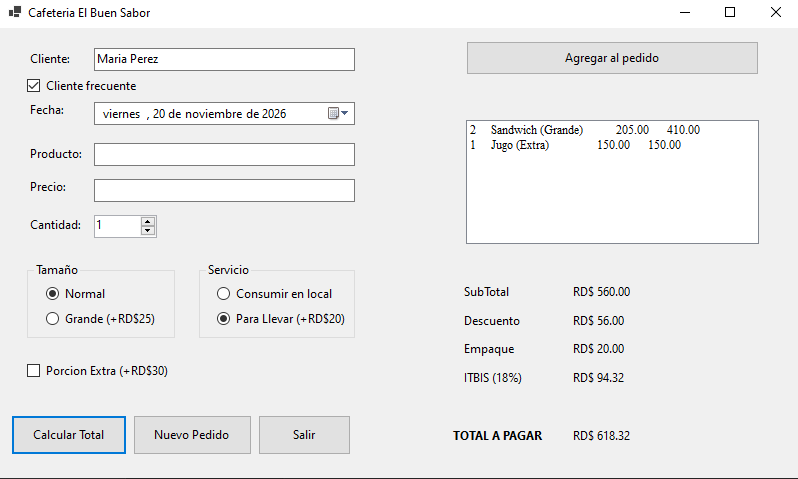 Cafeteria El Buen Sabor
Cliente: Maria Perez
Cliente frecuente
Fecha: viernes , 20 de noviembre de 2026
Producto:
Precio:
Cantidad: 1
Tamaño
Normal
Grande (+RD$25)
Servicio
Consumir en local
Para Llevar (+RD$20)
Porcion Extra (+RD$30)
Calcular Total
Nuevo Pedido
Salir
Agregar al pedido
2 Sandwich (Grande) 205.00 410.00
1 Jugo (Extra) 150.00 150.00
SubTotal RD$ 560.00
Descuento RD$ 56.00
Empaque RD$ 20.00
ITBIS (18%) RD$ 94.32
TOTAL A PAGAR RD$ 618.32